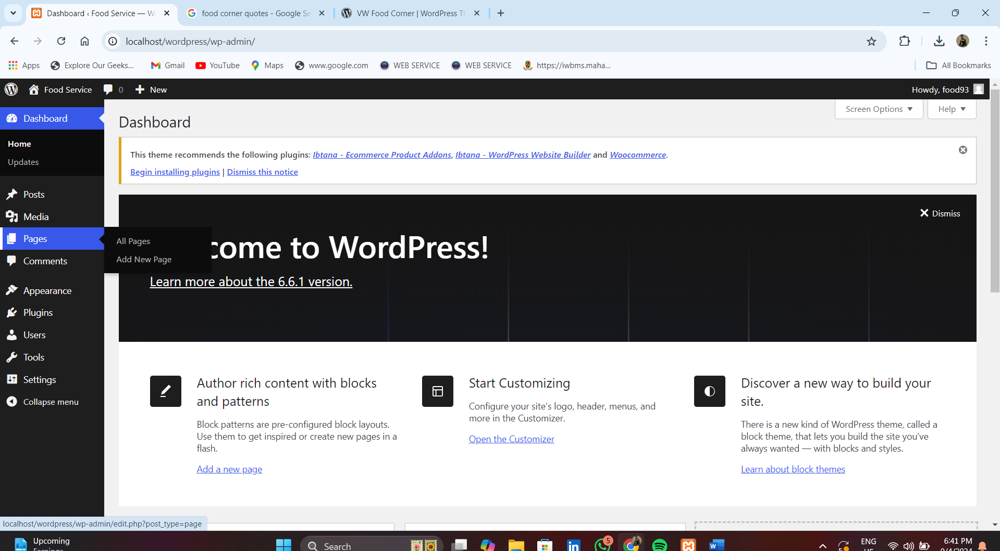 Dashboard ‹ Food Service — W
food corner quotes - Google Se
VW Food Corner | WordPress T
localhost/wordpress/wp-admin/
Apps
Explore Our Geeks...
Gmail
YouTube
Maps
www.google.com
WEB SERVICE
WEB SERVICE
https://iwbms.maha...
All Bookmarks
Food Service
0
New
Howdy, food93
Dashboard
Home
Updates
Posts
Media
Pages
All Pages
Add New Page
Comments
Appearance
Plugins
Users
Tools
Settings
Collapse menu
Screen Options
Help
Dashboard
This theme recommends the following plugins: Ibtana - Ecommerce Product Addons, Ibtana - WordPress Website Builder and Woocommerce.
Begin installing plugins | Dismiss this notice
Dismiss
come to WordPress!
Learn more about the 6.6.1 version.
Author rich content with blocks
and patterns
Block patterns are pre-configured block layouts.
Use them to get inspired or create new pages in a
flash.
Add a new page
Start Customizing
Configure your site’s logo, header, menus, and
more in the Customizer.
Open the Customizer
Discover a new way to build your
site.
There is a new kind of WordPress theme, called a
block theme, that lets you build the site you’ve
always wanted — with blocks and styles.
Learn about block themes
localhost/wordpress/wp-admin/edit.php?post_type=page
Upcoming
Earnings
Search
5
ENG
US
6:41 PM
9/4/2024